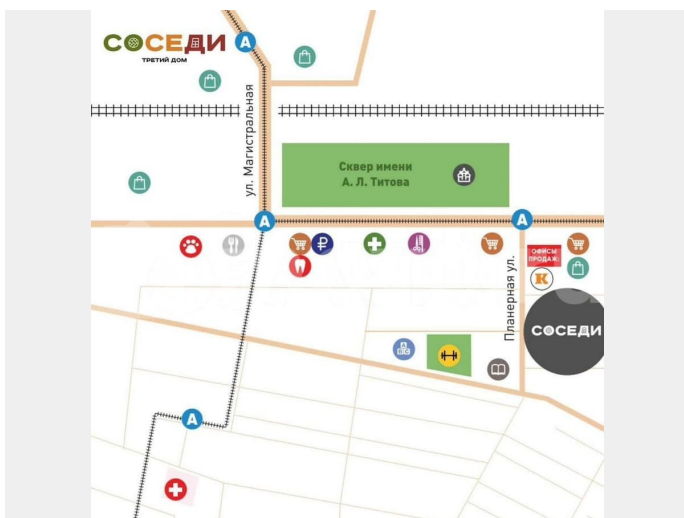 СОСЕДИ
ТРЕТИЙ ДОМ
А
ул. Магистральная
Сквер имени
А. Л. Титова
А
А
₽
ОФИСЫ
ПРОДАЖ:
К
Планерная ул.
СОСЕДИ
А
B
C
А